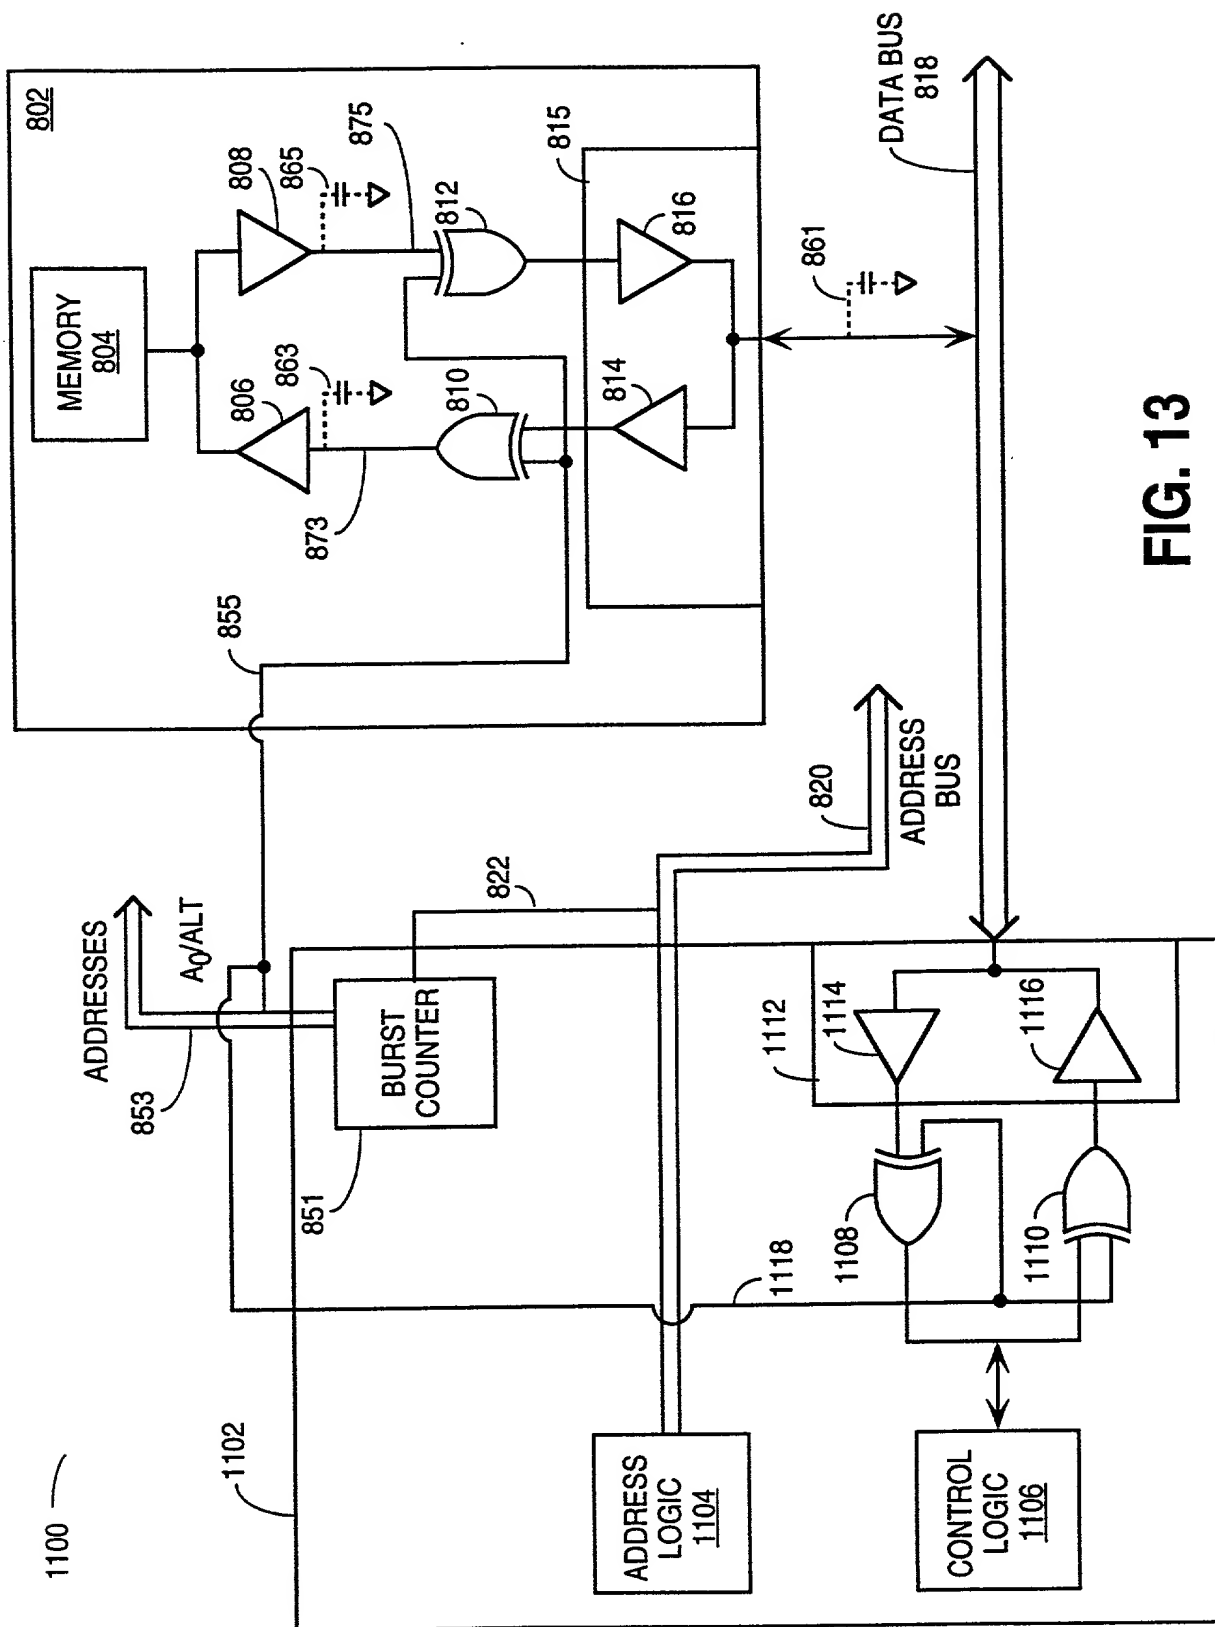 1100
1102
ADDRESSES
853
A0/ALT
855
BURST
COUNTER
851
822
802
MEMORY
804
806
808
863
865
873
875
810
812
814
815
816
861
DATA BUS
818
820
ADDRESS
BUS
ADDRESS
LOGIC
1104
1118
CONTROL
LOGIC
1106
1108
1110
1112
1114
1116
FIG. 13